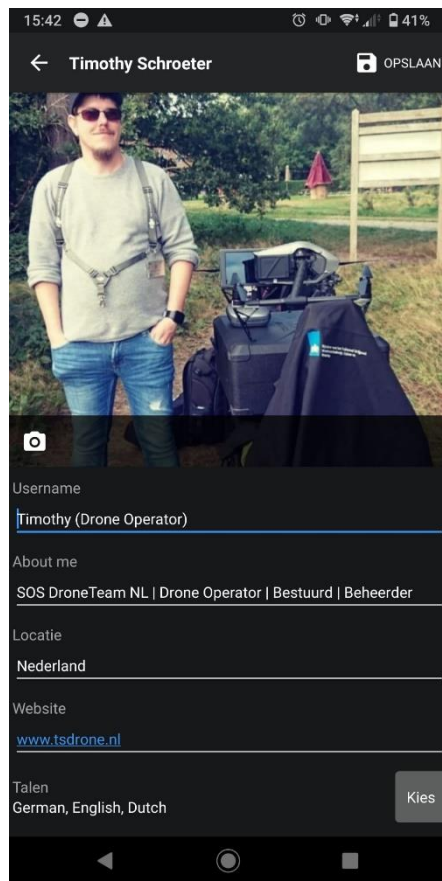 15:42
41%
Timothy Schroeter
OPSLAAN
Username
Timothy (Drone Operator)
About me
SOS DroneTeam NL | Drone Operator | Bestuurd | Beheerder
Locatie
Nederland
Website
www.tsdrone.nl
Talen
German, English, Dutch
Kies